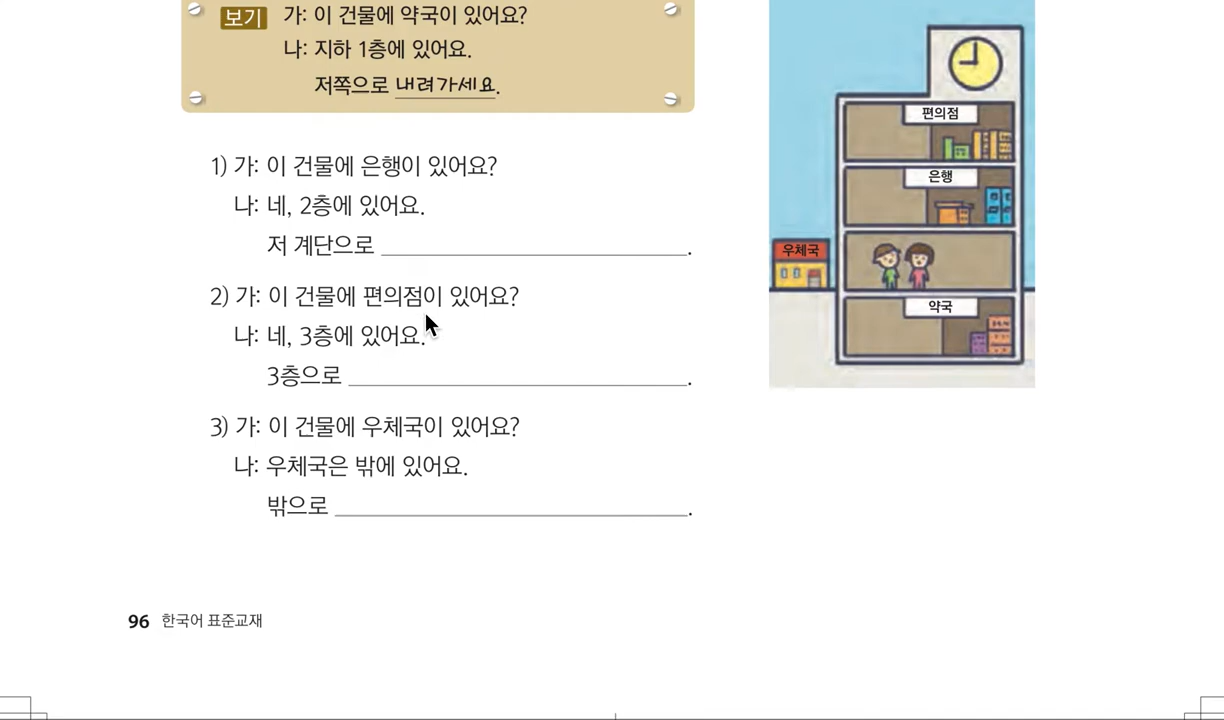 보기 가: 이 건물에 약국이 있어요?
나: 지하 1층에 있어요.
저쪽으로 내려가세요.
1) 가: 이 건물에 은행이 있어요?
나: 네, 2층에 있어요.
저 계단으로 .
2) 가: 이 건물에 편의점이 있어요?
나: 네, 3층에 있어요.
3층으로 .
3) 가: 이 건물에 우체국이 있어요?
나: 우체국은 밖에 있어요.
밖으로 .
편의점
은행
우체국
약국
96 한국어 표준교재